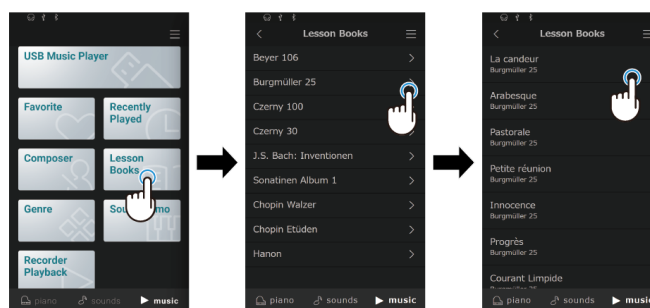 USB Music Player
Favorite
Recently
Played
Composer
Lesson
Books
Genre
Recorder
Playback
piano
sounds
music
Lesson Books
Beyer 106
Burgmüller 25
Czerny 100
Czerny 30
J.S. Bach: Inventionen
Sonatinen Album 1
Chopin Walzer
Chopin Etüden
Hanon
piano
sounds
music
Lesson Books
La candeur
Burgmüller 25
Arabesque
Burgmüller 25
Pastorale
Burgmüller 25
Petite réunion
Burgmüller 25
Innocence
Burgmüller 25
Progrès
Burgmüller 25
Courant Limpide
piano
sounds
music